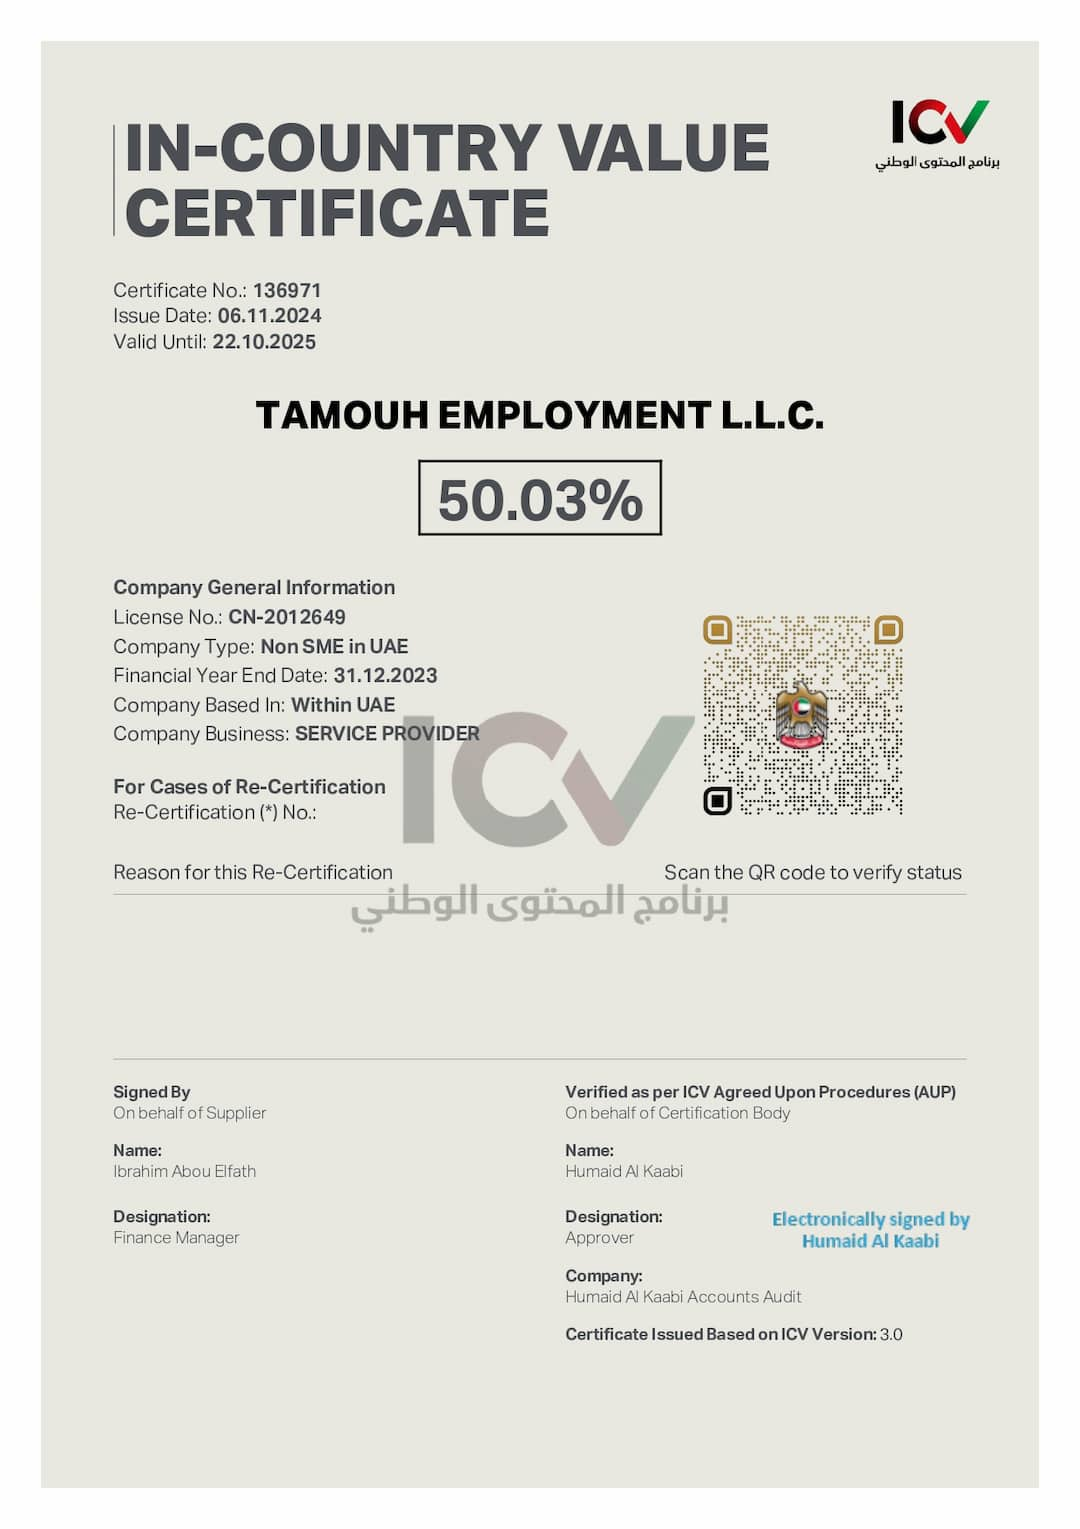 IN-COUNTRY VALUE
CERTIFICATE
ICV
برنامج المحتوى الوطني
Certificate No.: 136971
Issue Date: 06.11.2024
Valid Until: 22.10.2025
TAMOUH EMPLOYMENT L.L.C.
50.03%
Company General Information
License No.: CN-2012649
Company Type: Non SME in UAE
Financial Year End Date: 31.12.2023
Company Based In: Within UAE
Company Business: SERVICE PROVIDER
ICV
For Cases of Re-Certification
Re-Certification (*) No.:
Reason for this Re-Certification
Scan the QR code to verify status
برنامج المحتوى الوطني
Signed By
On behalf of Supplier
Name:
Ibrahim Abou Elfath
Designation:
Finance Manager
Verified as per ICV Agreed Upon Procedures (AUP)
On behalf of Certification Body
Name:
Humaid Al Kaabi
Designation:
Approver
Electronically signed by
Humaid Al Kaabi
Company:
Humaid Al Kaabi Accounts Audit
Certificate Issued Based on ICV Version: 3.0